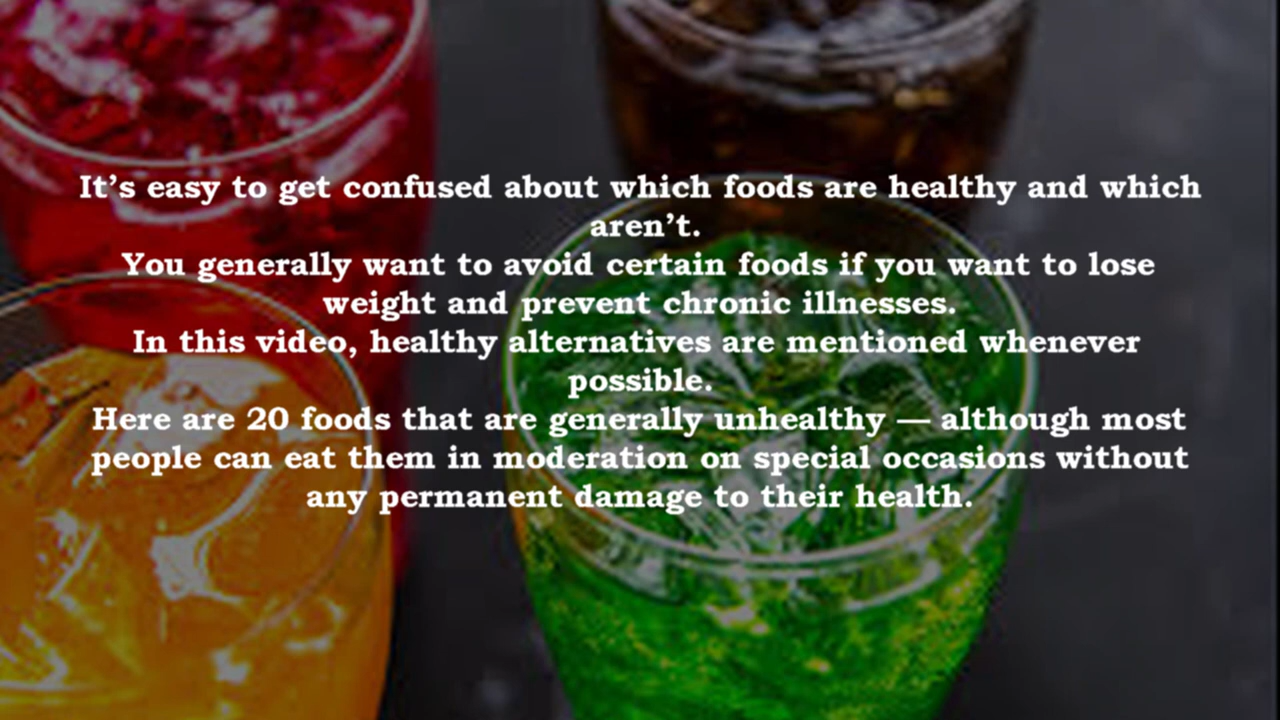 It’s easy to get confused about which foods are healthy and which
aren’t.
You generally want to avoid certain foods if you want to lose
weight and prevent chronic illnesses.
In this video, healthy alternatives are mentioned whenever
possible.
Here are 20 foods that are generally unhealthy — although most
people can eat them in moderation on special occasions without
any permanent damage to their health.